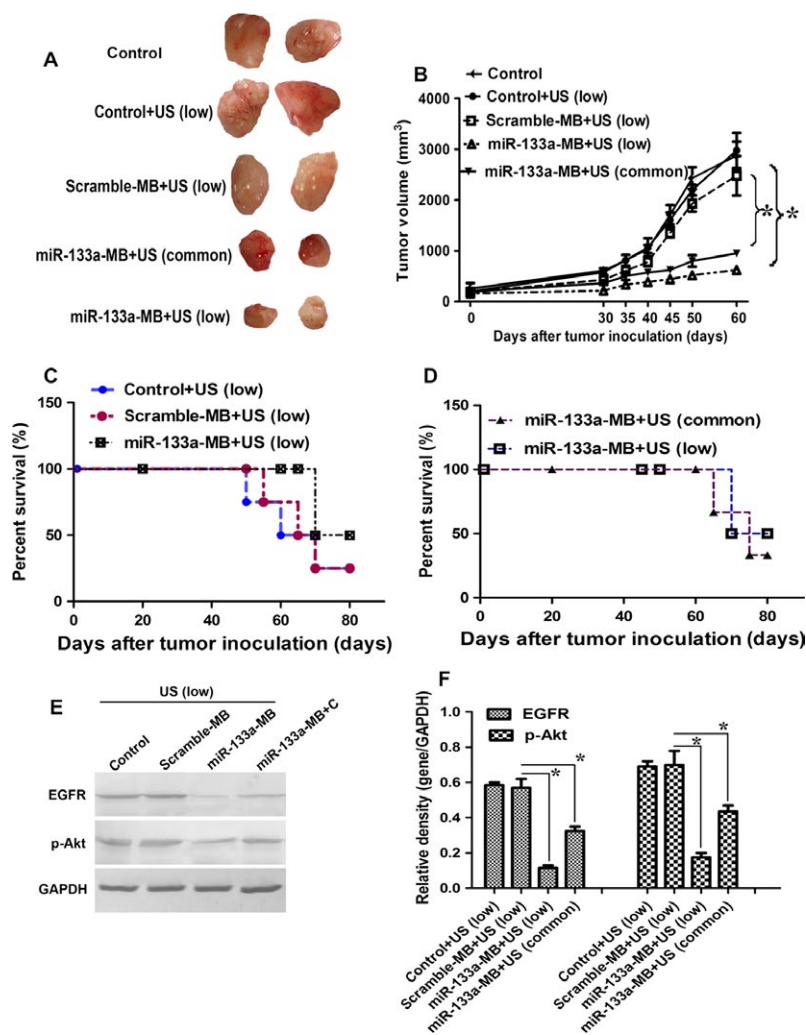 A
Control
Control+US (low)
Scramble-MB+US (low)
miR-133a-MB+US (common)
miR-133a-MB+US (low)
B
Control
Control+US (low)
Scramble-MB+US (low)
miR-133a-MB+US (low)
miR-133a-MB+US (common)
Tumor volume (mm³)
4000
3000
2000
1000
0
* *
0 30 35 40 45 50 60
Days after tumor inoculation (days)
C
Control+US (low)
Scramble-MB+US (low)
miR-133a-MB+US (low)
Percent survival (%)
150
100
50
0
0 20 40 60 80
Days after tumor inoculation (days)
D
miR-133a-MB+US (common)
miR-133a-MB+US (low)
Percent survival (%)
150
100
50
0
0 20 40 60 80
Days after tumor inoculation (days)
E
US (low)
Control
Scramble-MB
miR-133a-MB
miR-133a-MB+C
EGFR
p-Akt
GAPDH
F
EGFR
p-Akt
Relative density (gene/GAPDH)
1.0
0.8
0.6
0.4
0.2
0.0
*
*
*
*
Control+US (low)
Scramble-MB+US (low)
miR-133a-MB+US (low)
miR-133a-MB+US (common)
Control+US (low)
Scramble-MB+US (low)
miR-133a-MB+US (low)
miR-133a-MB+US (common)